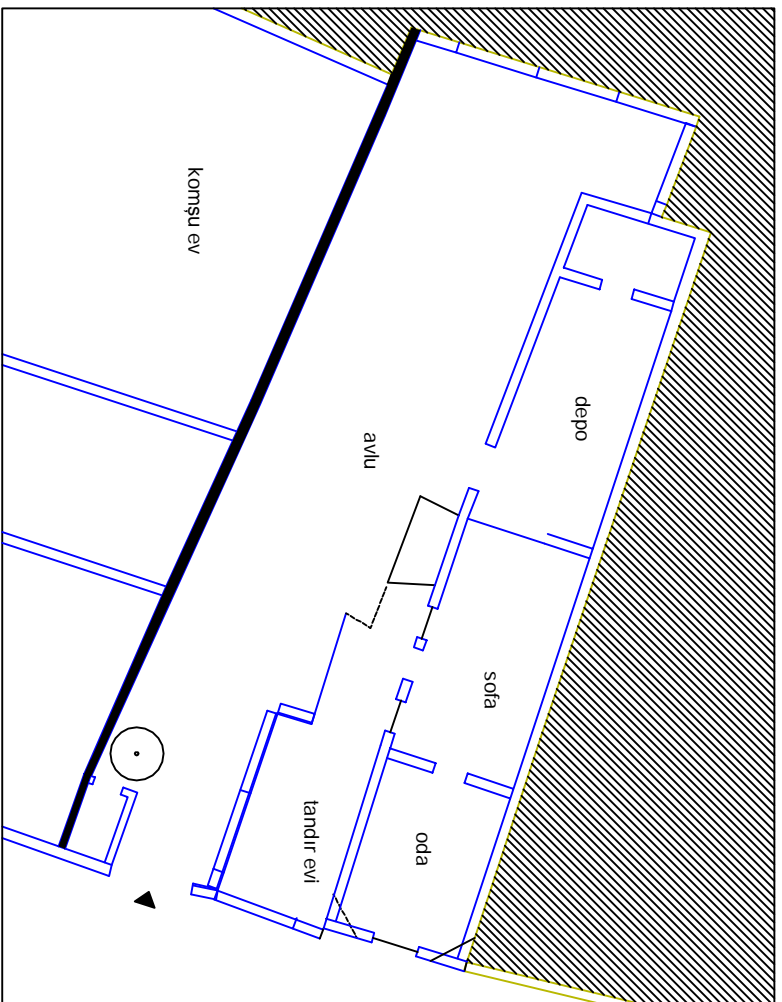 komşu ev
depo
avlu
sofa
oda
tandır evi